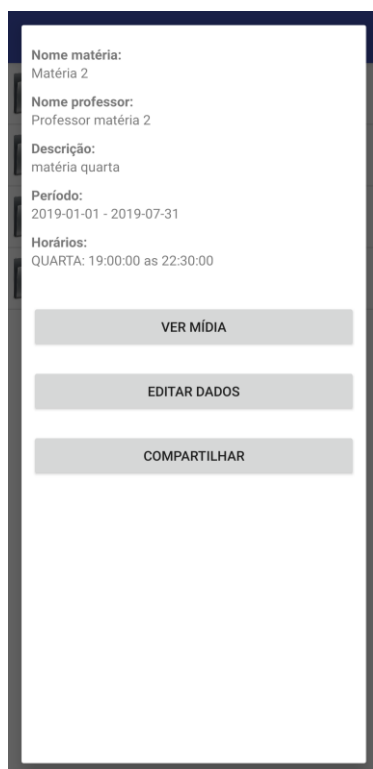 Nome matéria:
Matéria 2
Nome professor:
Professor matéria 2
Descrição:
matéria quarta
Período:
2019-01-01 - 2019-07-31
Horários:
QUARTA: 19:00:00 as 22:30:00
VER MÍDIA
EDITAR DADOS
COMPARTILHAR